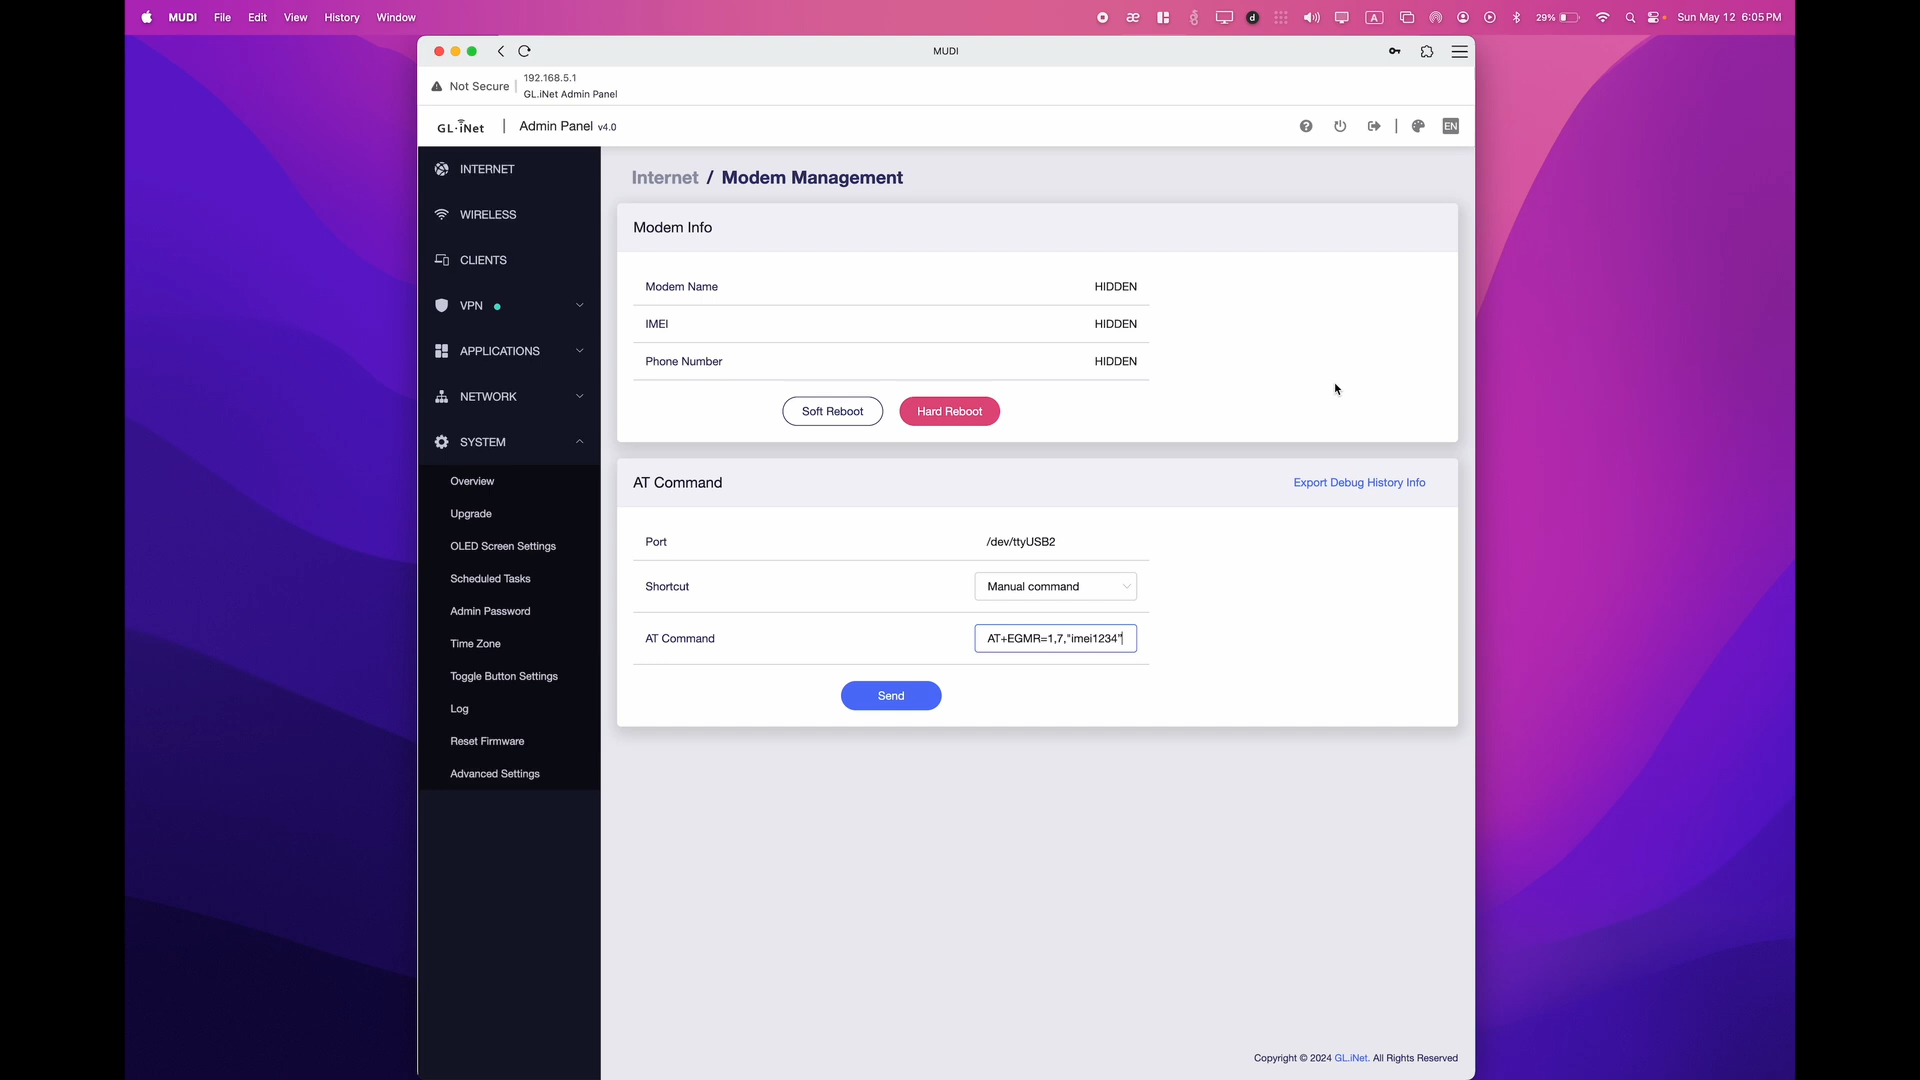 MUDI File Edit View History Window
A 29% Sun May 12 6:05 PM
MUDI
Not Secure
192.168.5.1
GL.iNet Admin Panel
GL·iNet
Admin Panel v4.0
EN
INTERNET
WIRELESS
CLIENTS
VPN
APPLICATIONS
NETWORK
SYSTEM
Overview
Upgrade
OLED Screen Settings
Scheduled Tasks
Admin Password
Time Zone
Toggle Button Settings
Log
Reset Firmware
Advanced Settings
Internet / Modem Management
Modem Info
Modem Name HIDDEN
IMEI HIDDEN
Phone Number HIDDEN
Soft Reboot Hard Reboot
AT Command Export Debug History Info
Port /dev/ttyUSB2
Shortcut Manual command
AT Command AT+EGMR=1,7,"imei1234"
Send
Copyright © 2024 GL.iNet. All Rights Reserved